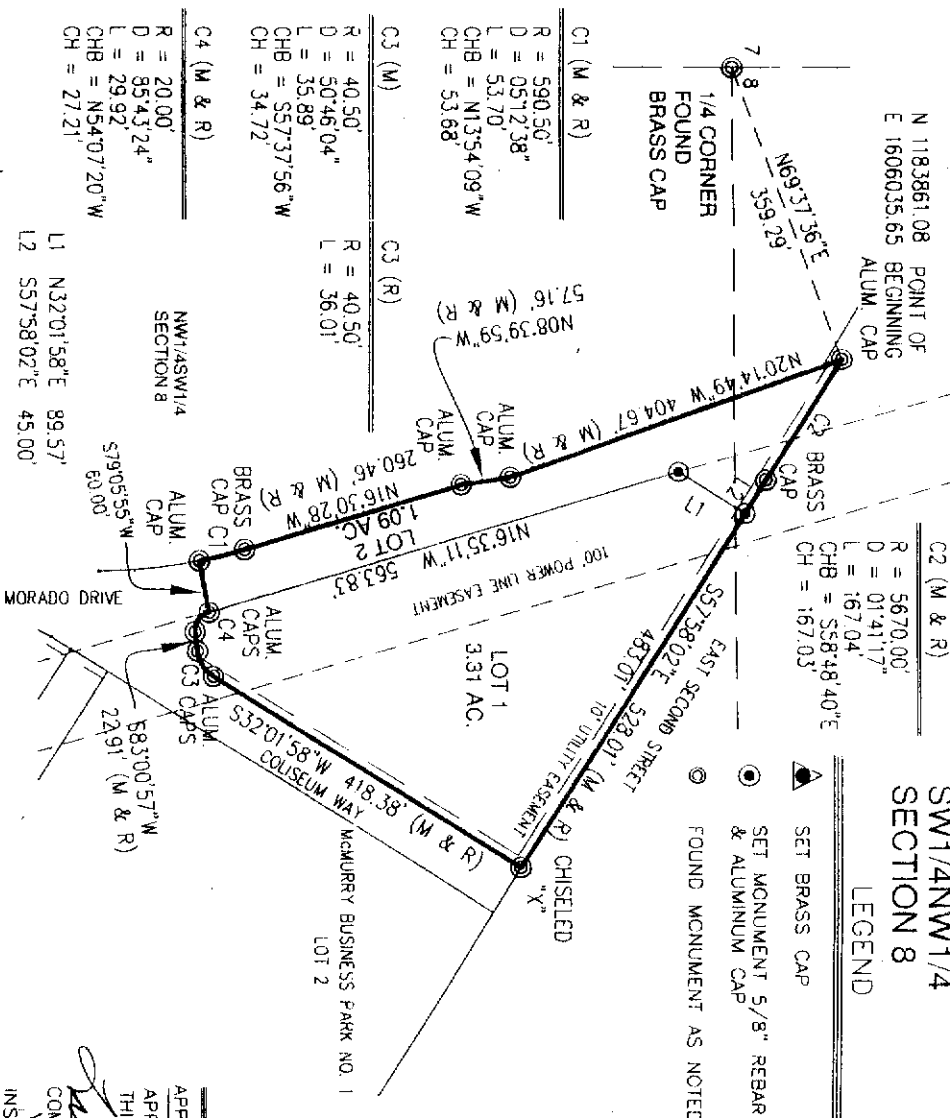 SW1/4NW1/4
SECTION 8
LEGEND
SET BRASS CAP
SET MONUMENT 5/8" REBAR
& ALUMINUM CAP
FOUND MONUMENT AS NOTED
N 1183861.08 POINT OF
E 1606035.65 BEGINNING
ALUM CAP
7
8
1/4 CORNER
FOUND
BRASS CAP
N69°37'36"E
359.29'
C2 (M & R)
R = 5670.00'
D = 01°41'17"
L = 167.04'
CHB = S58°48'40"E
CH = 167.03'
C2
BRASS
CAP
L2
L1
EAST SECOND STREET
S57°58'02"E 528.01' (M & R)
483.01'
10' UTILITY EASEMENT
CHISELED
"X"
N20°14'49"W 404.67' (M & R)
ALUM.
CAP
N08°39'59"W
57.16' (M & R)
ALUM.
CAP
N16°30'28"W
260.46' (M & R)
BRASS
CAP C1
ALUM.
CAP
LOT 2
1.09 AC.
N16°35'11"W 563.83'
100' POWER LINE EASEMENT
LOT 1
3.31 AC.
S32°01'58"W 418.38' (M & R)
COLISEUM WAY
McMURRY BUSINESS PARK NO. 1
LOT 2
ALUM.
CAPS
C4
C3
ALUM.
CAPS
S79°05'55"W
60.00'
MORADO DRIVE
S83°00'57"W
22.91' (M & R)
C1 (M & R)
R = 590.50'
D = 05°12'38"
L = 53.70'
CHB = N13°54'09"W
CH = 53.68'
C3 (M)
R = 40.50'
D = 50°46'04"
L = 35.89'
CHB = S57°37'56"W
CH = 34.72'
C3 (R)
R = 40.50'
L = 36.01'
C4 (M & R)
R = 20.00'
D = 85°43'24"
L = 29.92'
CHB = N54°07'20"W
CH = 27.21'
NW1/4SW1/4
SECTION 8
L1 N32°01'58"E 89.57'
L2 S57°58'02"E 45.00'
APP
APP
THI
COM
INS